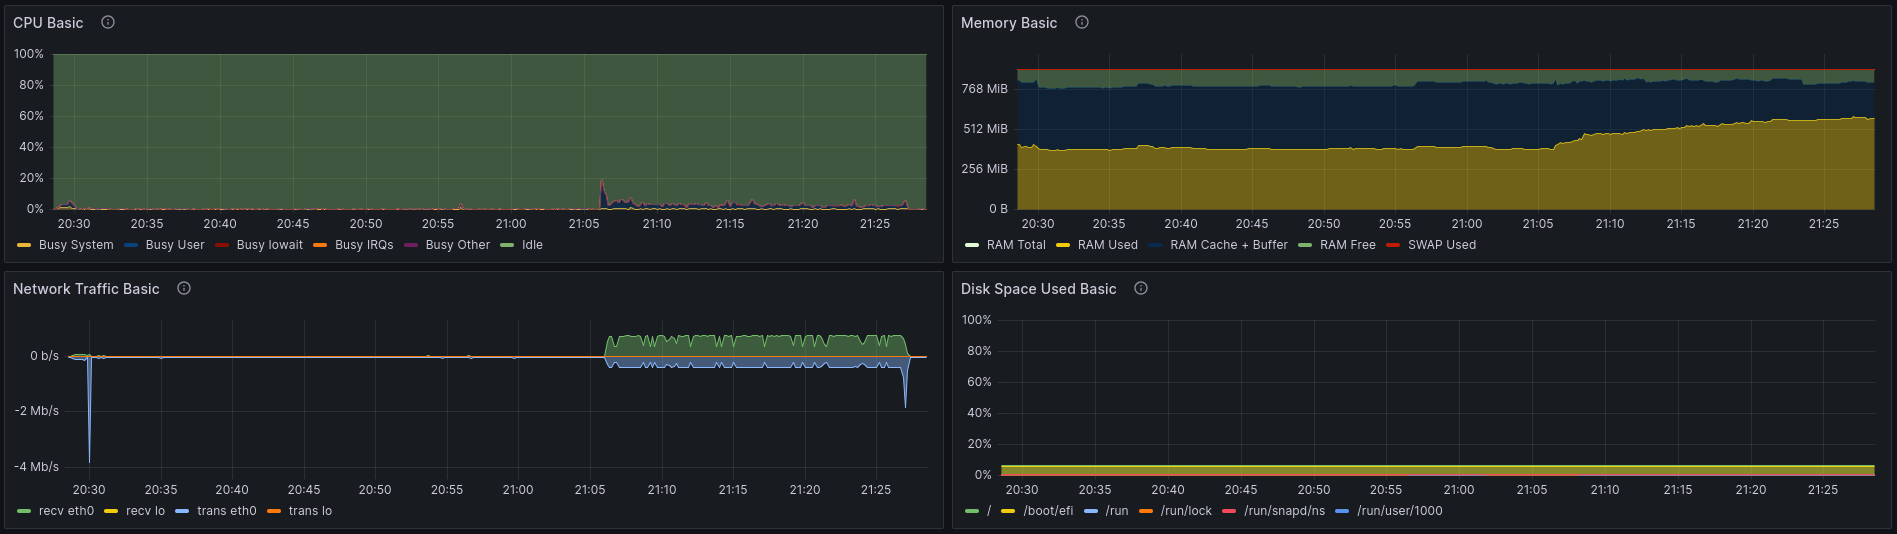 CPU Basic
100%
80%
60%
40%
20%
0%
20:30 20:35 20:40 20:45 20:50 20:55 21:00 21:05 21:10 21:15 21:20 21:25
Busy System Busy User Busy Iowait Busy IRQs Busy Other Idle
Memory Basic
768 MiB
512 MiB
256 MiB
0 B
20:30 20:35 20:40 20:45 20:50 20:55 21:00 21:05 21:10 21:15 21:20 21:25
RAM Total RAM Used RAM Cache + Buffer RAM Free SWAP Used
Network Traffic Basic
0 b/s
-2 Mb/s
-4 Mb/s
20:30 20:35 20:40 20:45 20:50 20:55 21:00 21:05 21:10 21:15 21:20 21:25
recv eth0 recv lo trans eth0 trans lo
Disk Space Used Basic
100%
80%
60%
40%
20%
0%
20:30 20:35 20:40 20:45 20:50 20:55 21:00 21:05 21:10 21:15 21:20 21:25
/ /boot/efi /run /run/lock /run/snapd/ns /run/user/1000